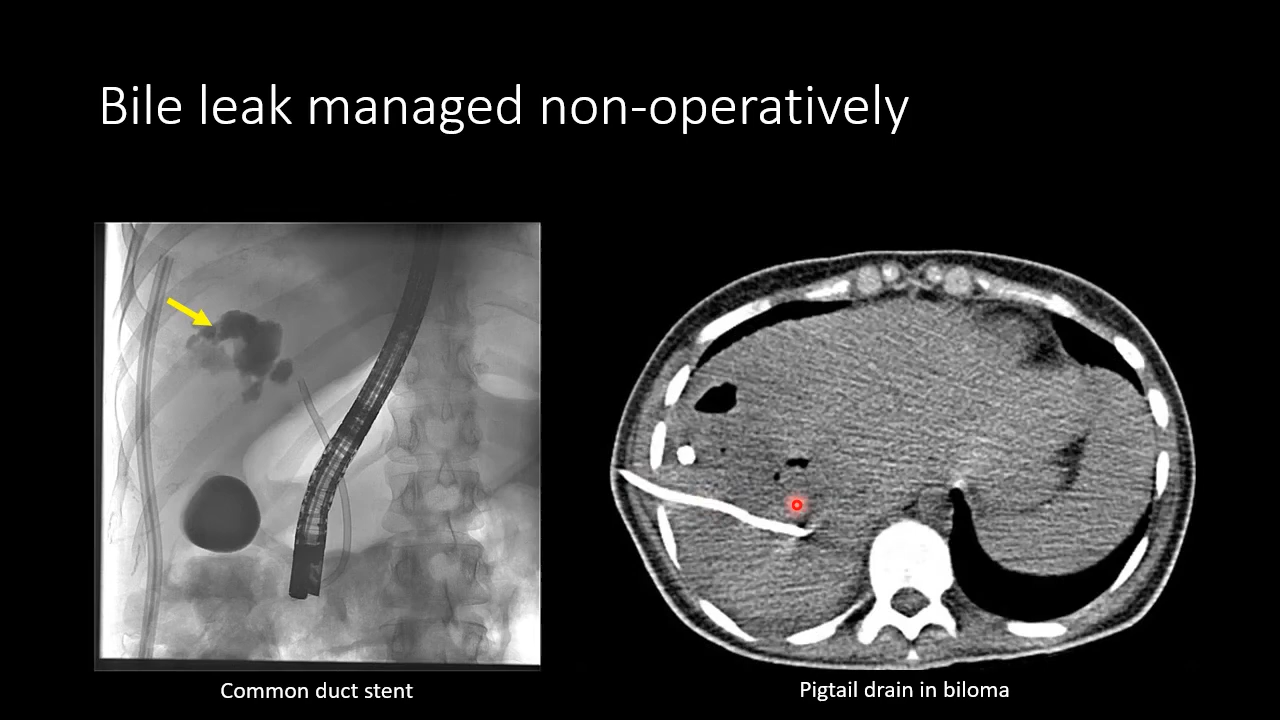 Bile leak managed non-operatively
Common duct stent
Pigtail drain in biloma